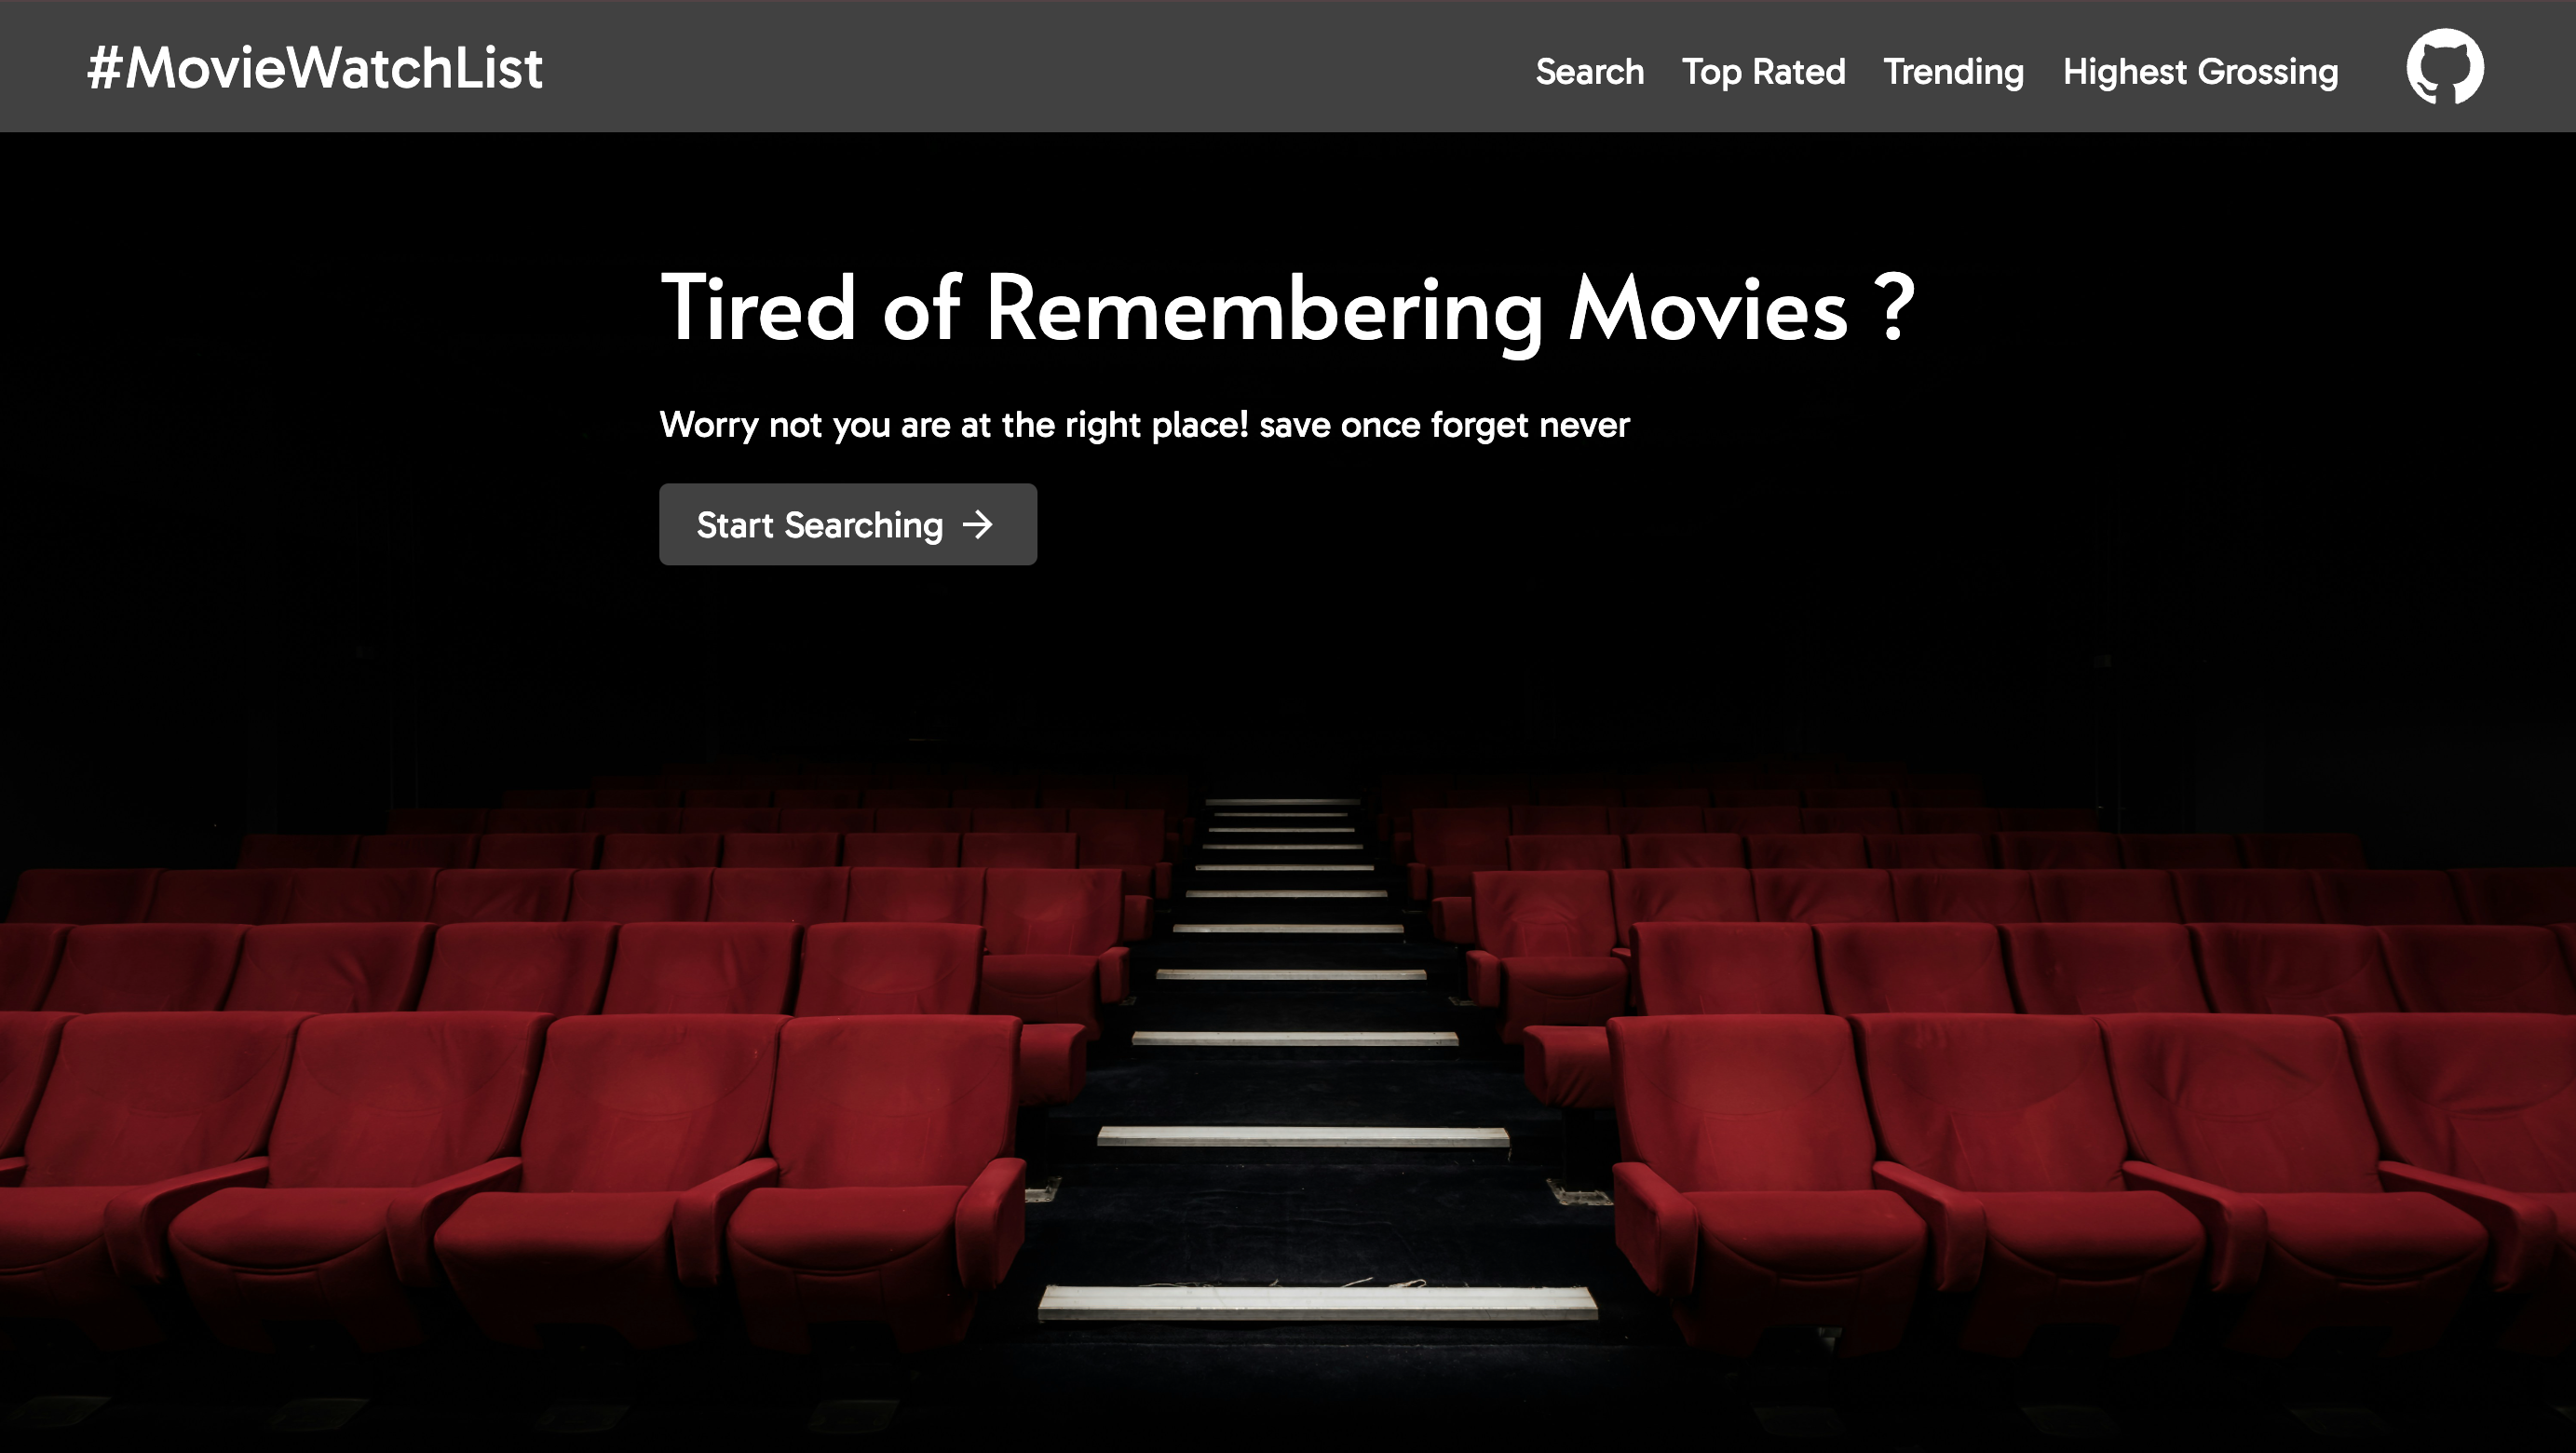 #MovieWatchList
Search Top Rated Trending Highest Grossing
Tired of Remembering Movies ?
Worry not you are at the right place! save once forget never
Start Searching →